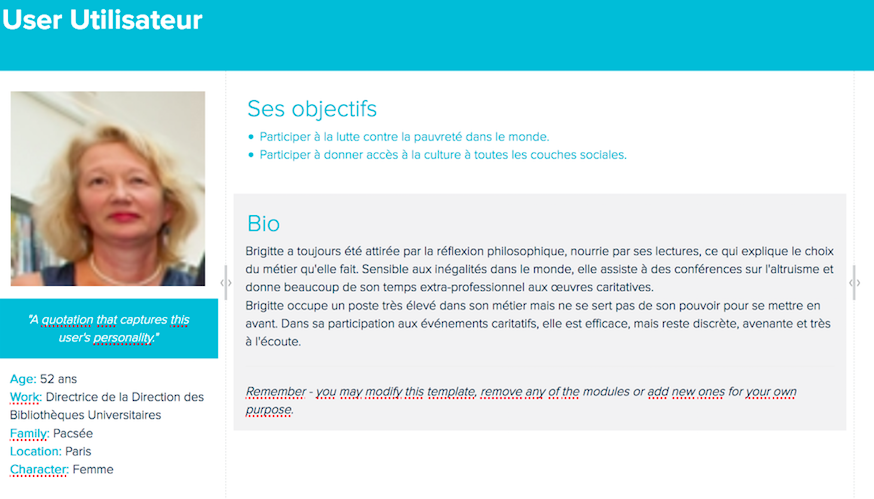 User Utilisateur
Ses objectifs
Participer à la lutte contre la pauvreté dans le monde.
Participer à donner accès à la culture à toutes les couches sociales.
Bio
Brigitte a toujours été attirée par la réflexion philosophique, nourrie par ses lectures, ce qui explique le choix
du métier qu'elle fait. Sensible aux inégalités dans le monde, elle assiste à des conférences sur l'altruisme et
donne beaucoup de son temps extra-professionnel aux œuvres caritatives.
Brigitte occupe un poste très élevé dans son métier mais ne se sert pas de son pouvoir pour se mettre en
avant. Dans sa participation aux événements caritatifs, elle est efficace, mais reste discrète, avenante et très
à l'écoute.
Remember - you may modify this template, remove any of the modules or add new ones for your own
purpose.
"A quotation that captures this
user's personality."
Age: 52 ans
Work: Directrice de la Direction des
Bibliothèques Universitaires
Family: Pacsée
Location: Paris
Character: Femme